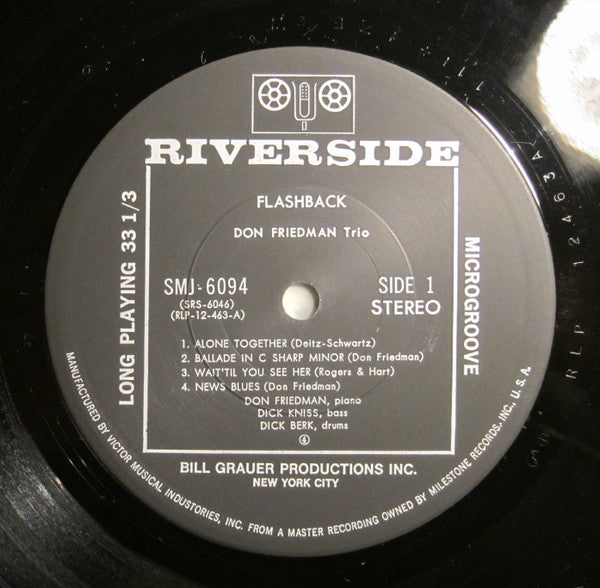 RIVERSIDE
FLASHBACK
DON FRIEDMAN Trio
SMJ-6094
(SRS-6046)
(RLP-12-463-A)
SIDE 1
STEREO
1. ALONE TOGETHER (Deitz-Schwartz)
2. BALLADE IN C SHARP MINOR (Don Friedman)
3. WAIT'TIL YOU SEE HER (Rogers & Hart)
4. NEWS BLUES (Don Friedman)
DON FRIEDMAN, piano
DICK KNISS, bass
DICK BERK, drums
④
LONG PLAYING 33 1/3
MICROGROOVE
BILL GRAUER PRODUCTIONS INC.
NEW YORK CITY
MANUFACTURED BY VICTOR MUSICAL INDUSTORIES, INC. FROM A MASTER RECORDING OWNED BY MILESTONE RECORDS, INC., U. S. A.
RLP 12463A